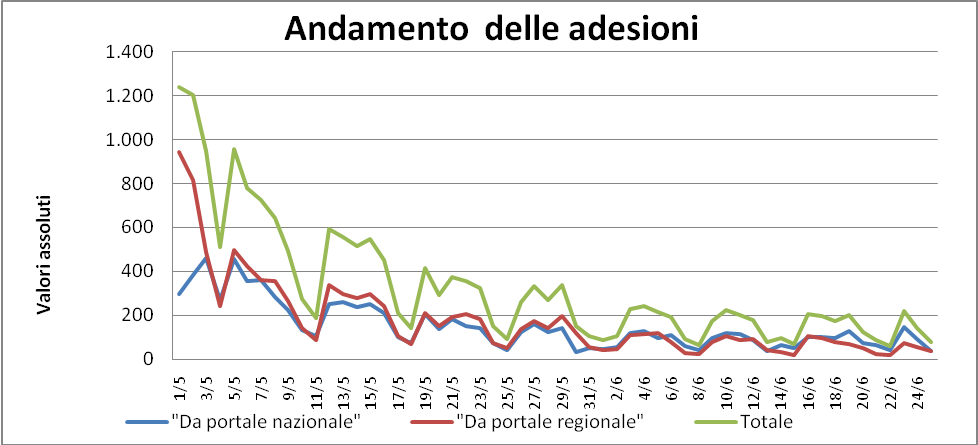 Andamento delle adesioni
Valori assoluti
1.400
1.200
1.000
800
600
400
200
0
1/5 3/5 5/5 7/5 9/5 11/5 13/5 15/5 17/5 19/5 21/5 23/5 25/5 27/5 29/5 31/5 2/6 4/6 6/6 8/6 10/6 12/6 14/6 16/6 18/6 20/6 22/6 24/6
"Da portale nazionale" "Da portale regionale" Totale